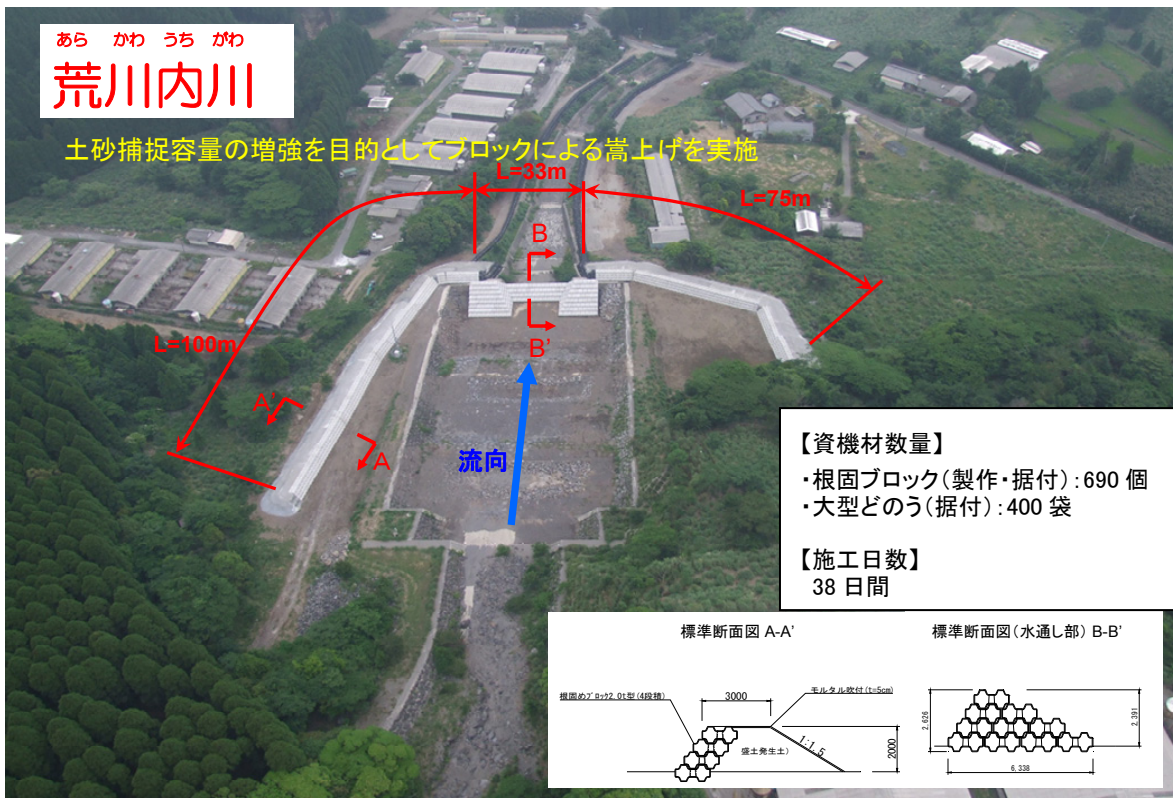 あら かわ うち がわ
荒川内川
土砂捕捉容量の増強を目的としてブロックによる嵩上げを実施
L=33m
L=75m
B
B'
L=100m
A'
A
流向
【資機材数量】
・根固ブロック(製作・据付):690 個
・大型どのう(据付):400 袋
【施工日数】
38 日間
標準断面図 A-A'
標準断面図(水通し部) B-B'
根固めブロック2.0t型(4段積)
3000
モルタル吹付(t=5cm)
盛土発生土)
1:1.5
2000
2,626
2,391
6,338